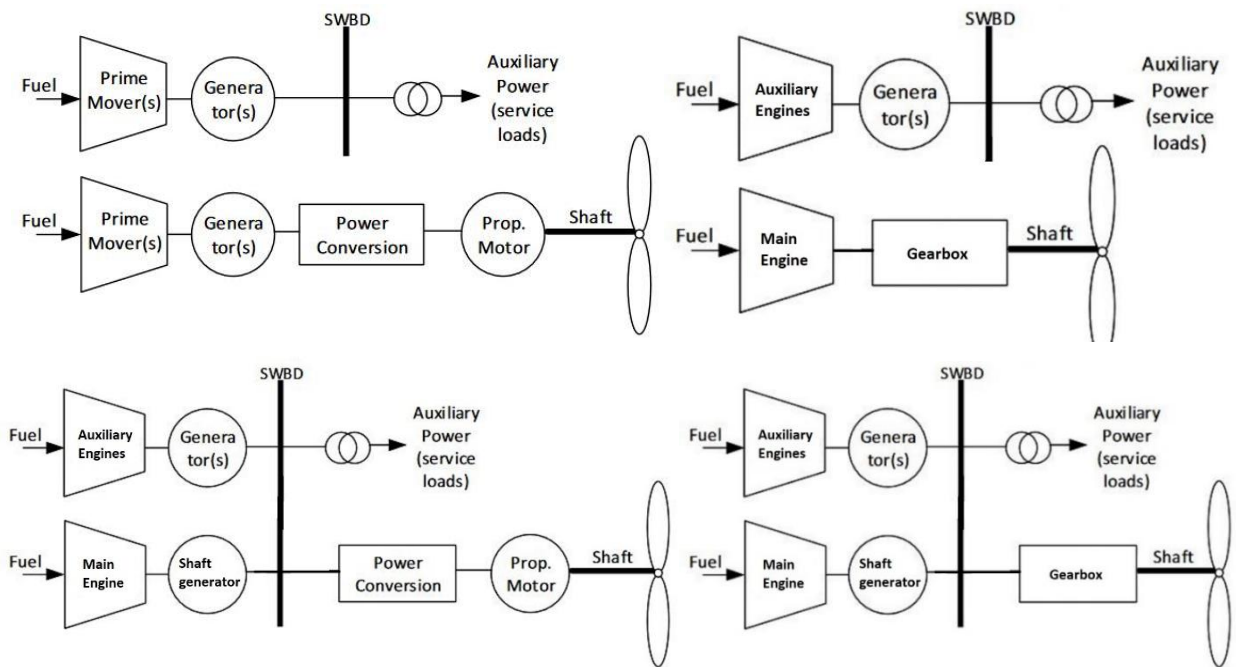 SWBD
Fuel
Prime
Mover(s)
Genera
tor(s)
Auxiliary
Power
(service
loads)
Fuel
Prime
Mover(s)
Genera
tor(s)
Power
Conversion
Prop.
Motor
Shaft
SWBD
Fuel
Auxiliary
Engines
Genera
tor(s)
Auxiliary
Power
(service
loads)
Fuel
Main
Engine
Gearbox
Shaft
SWBD
Fuel
Auxiliary
Engines
Genera
tor(s)
Auxiliary
Power
(service
loads)
Fuel
Main
Engine
Shaft
generator
Power
Conversion
Prop.
Motor
Shaft
SWBD
Fuel
Auxiliary
Engines
Genera
tor(s)
Auxiliary
Power
(service
loads)
Fuel
Main
Engine
Shaft
generator
Gearbox
Shaft